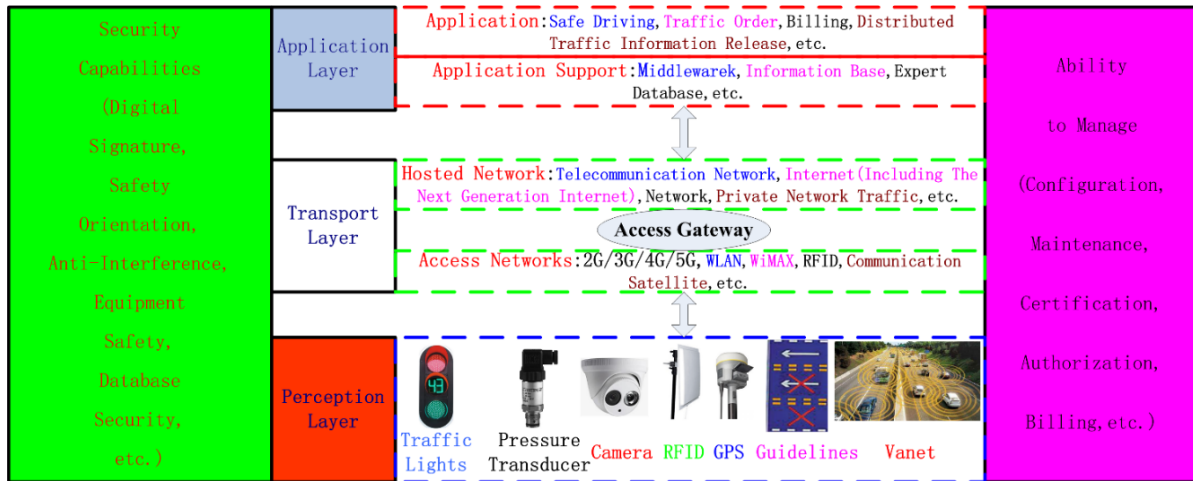 Security
Capabilities
(Digital
Signature,
Safety
Orientation,
Anti-Interference,
Equipment
Safety,
Database
Security,
etc.)
Application
Layer
Application:Safe Driving,Traffic Order,Billing,Distributed
Traffic Information Release,etc.
Application Support:Middlewarek,Information Base,Expert
Database,etc.
Transport
Layer
Hosted Network:Telecommunication Network,Internet(Including The
Next Generation Internet),Network,Private Network Traffic,etc.
Access Gateway
Access Networks:2G/3G/4G/5G,WLAN,WiMAX,RFID,Communication
Satellite,etc.
Perception
Layer
43
Traffic
Lights
Pressure
Transducer
Camera
RFID
GPS
Guidelines
Vanet
Ability
to Manage
(Configuration,
Maintenance,
Certification,
Authorization,
Billing,etc.)